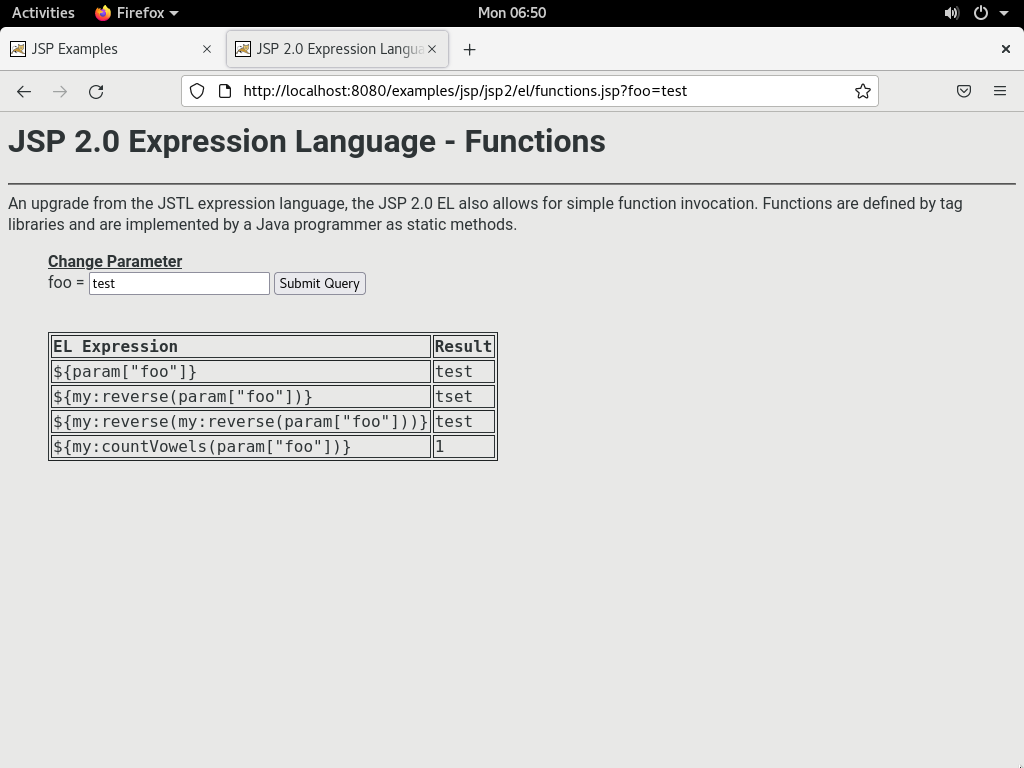 Activities Firefox Mon 06:50
JSP Examples JSP 2.0 Expression Langua
http://localhost:8080/examples/jsp/jsp2/el/functions.jsp?foo=test
JSP 2.0 Expression Language - Functions
An upgrade from the JSTL expression language, the JSP 2.0 EL also allows for simple function invocation. Functions are defined by tag
libraries and are implemented by a Java programmer as static methods.
Change Parameter
foo = test Submit Query
EL Expression Result
${param["foo"]} test
${my:reverse(param["foo"])} tset
${my:reverse(my:reverse(param["foo"]))} test
${my:countVowels(param["foo"])} 1